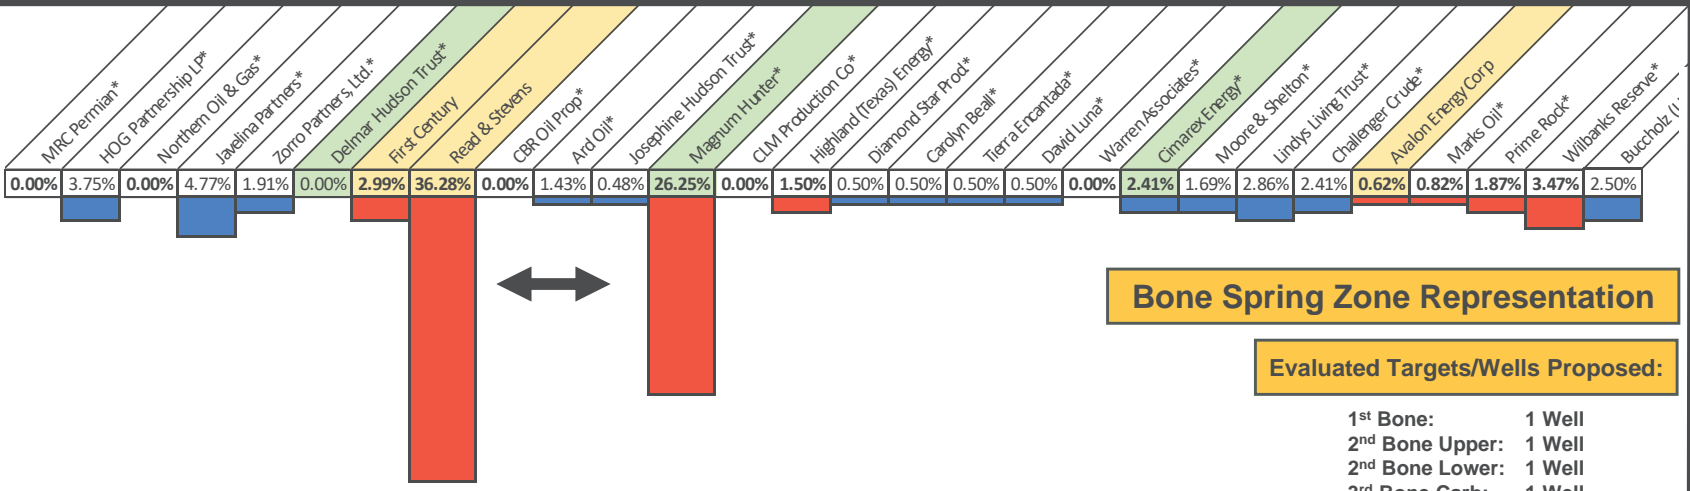 MRC Permian*
HOG Partnership LP*
Northern Oil & Gas*
Javelina Partners*
Zorro Partners, Ltd.*
Delmar Hudson Trust*
First Century
Read & Stevens
CBR Oil Prop*
Ard Oil*
Josephine Hudson Trust*
Magnum Hunter*
CLM Production Co*
Highland (Texas) Energy*
Diamond Star Prod*
Carolyn Beall*
Tierra Encantada*
David Luna*
Warren Associates*
Cimarex Energy*
Moore & Shelton*
Lindys Living Trust*
Challenger Crude*
Avalon Energy Corp
Marks Oil*
Prime Rock*
Wilbanks Reserve*
Buccholz
0.00% 3.75% 0.00% 4.77% 1.91% 0.00% 2.99% 36.28% 0.00% 1.43% 0.48% 26.25% 0.00% 1.50% 0.50% 0.50% 0.50% 0.50% 0.00% 2.41% 1.69% 2.86% 2.41% 0.62% 0.82% 1.87% 3.47% 2.50%
Bone Spring Zone Representation
Evaluated Targets/Wells Proposed:
1st Bone: 1 Well
2nd Bone Upper: 1 Well
2nd Bone Lower: 1 Well
3rd Bone Carb: 1 Well